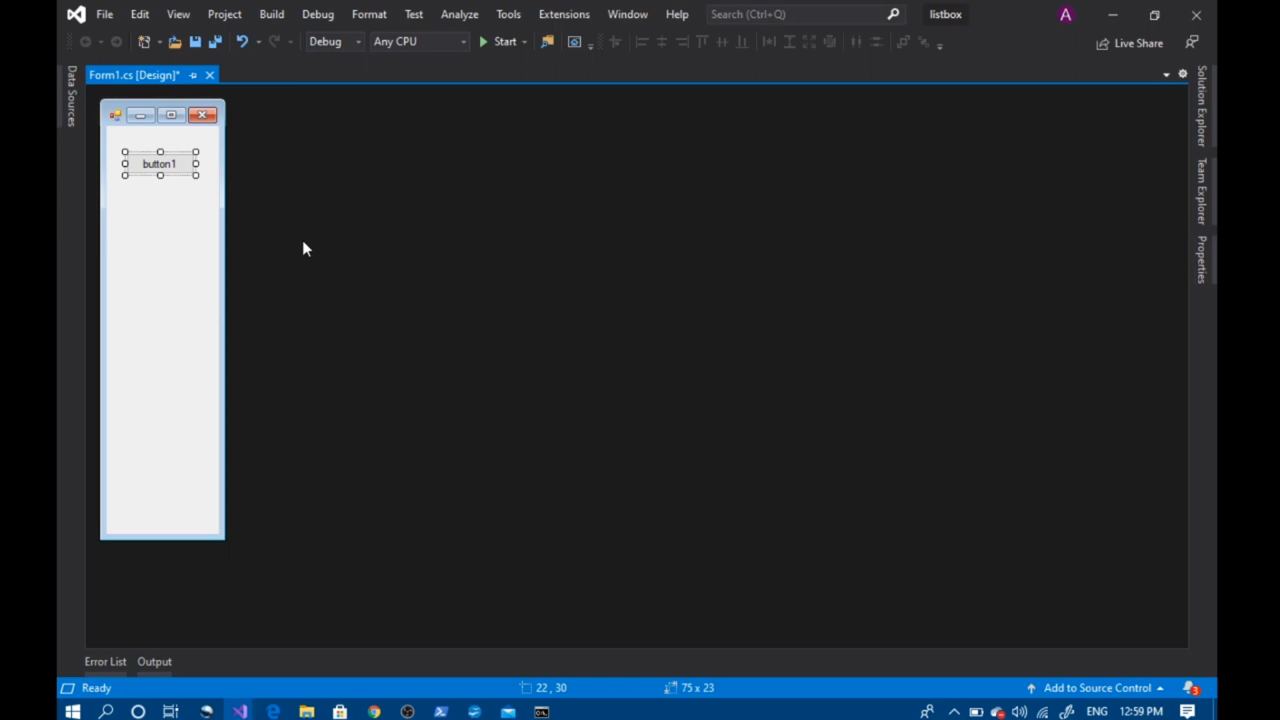 File Edit View Project Build Debug Format Test Analyze Tools Extensions Window Help Search (Ctrl+Q) listbox A
Debug Any CPU Start Live Share
Form1.cs [Design]*
Data Sources
button1
Solution Explorer
Team Explorer
Properties
Error List Output
Ready 22 , 30 75 x 23 Add to Source Control 3
ENG 12:59 PM